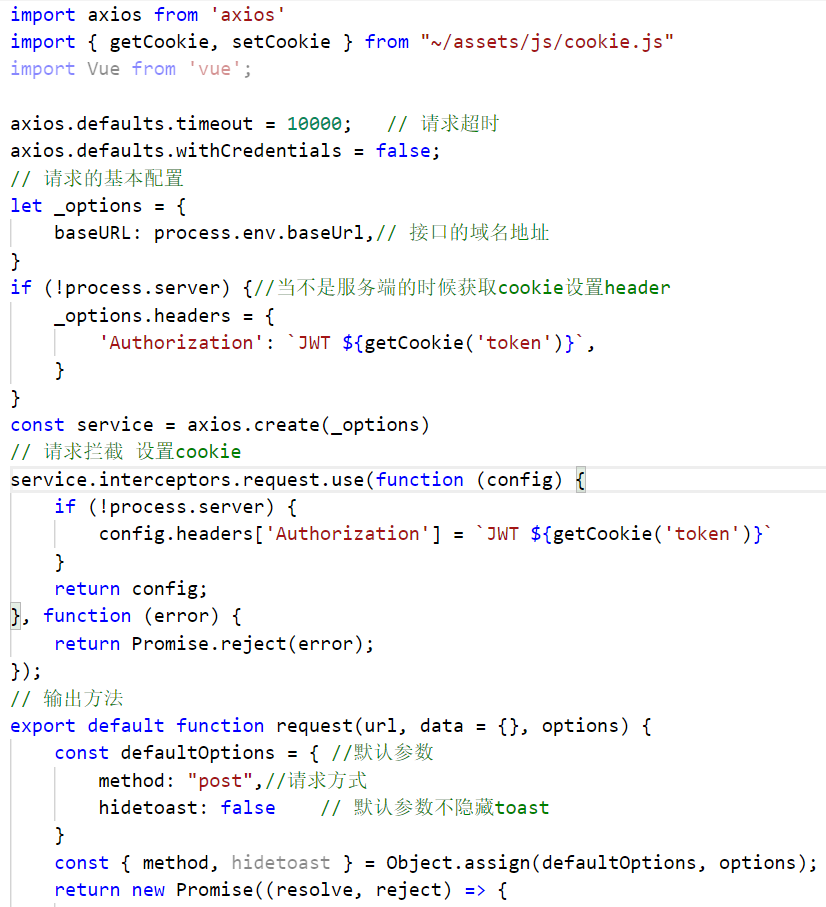 import axios from 'axios'
import { getCookie, setCookie } from "~/assets/js/cookie.js"
import Vue from 'vue';
axios.defaults.timeout = 10000;   // 请求超时
axios.defaults.withCredentials = false;
// 请求的基本配置
let _options = {
    baseURL: process.env.baseUrl,// 接口的域名地址
}
if (!process.server) {//当不是服务端的时候获取cookie设置header
    _options.headers = {
        'Authorization': `JWT ${getCookie('token')}`,
    }
}
const service = axios.create(_options)
// 请求拦截 设置cookie
service.interceptors.request.use(function (config) {
    if (!process.server) {
        config.headers['Authorization'] = `JWT ${getCookie('token')}`
    }
    return config;
}, function (error) {
    return Promise.reject(error);
});
// 输出方法
export default function request(url, data = {}, options) {
    const defaultOptions = { //默认参数
        method: "post",//请求方式
        hidetoast: false    // 默认参数不隐藏toast
    }
    const { method, hidetoast } = Object.assign(defaultOptions, options);
    return new Promise((resolve, reject) => {